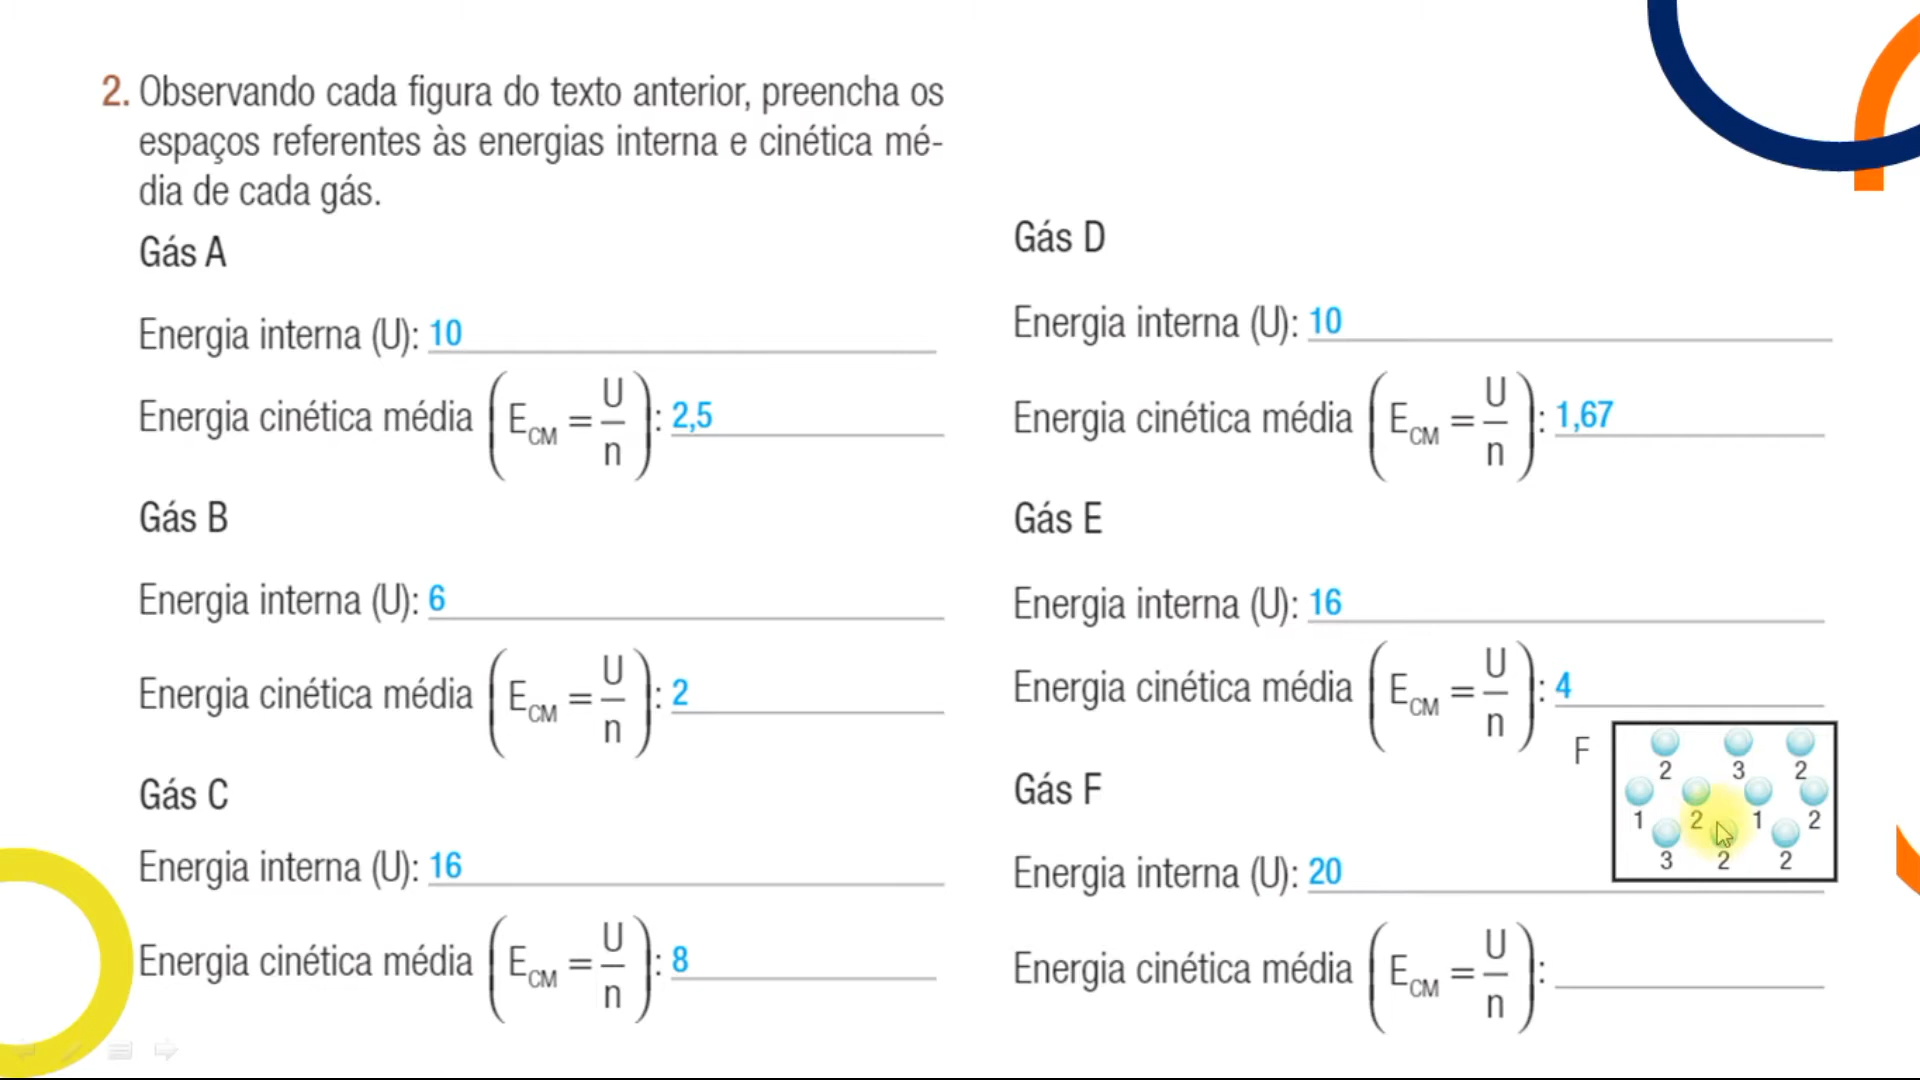 2. Observando cada figura do texto anterior, preencha os
espaços referentes às energias interna e cinética mé-
dia de cada gás.
Gás A
Energia interna (U): 10
Energia cinética média (E_CM = U/n): 2,5
Gás B
Energia interna (U): 6
Energia cinética média (E_CM = U/n): 2
Gás C
Energia interna (U): 16
Energia cinética média (E_CM = U/n): 8
Gás D
Energia interna (U): 10
Energia cinética média (E_CM = U/n): 1,67
Gás E
Energia interna (U): 16
Energia cinética média (E_CM = U/n): 4
Gás F
Energia interna (U): 20
Energia cinética média (E_CM = U/n):
F
2 3 2
1 2 1 2
3 2 2